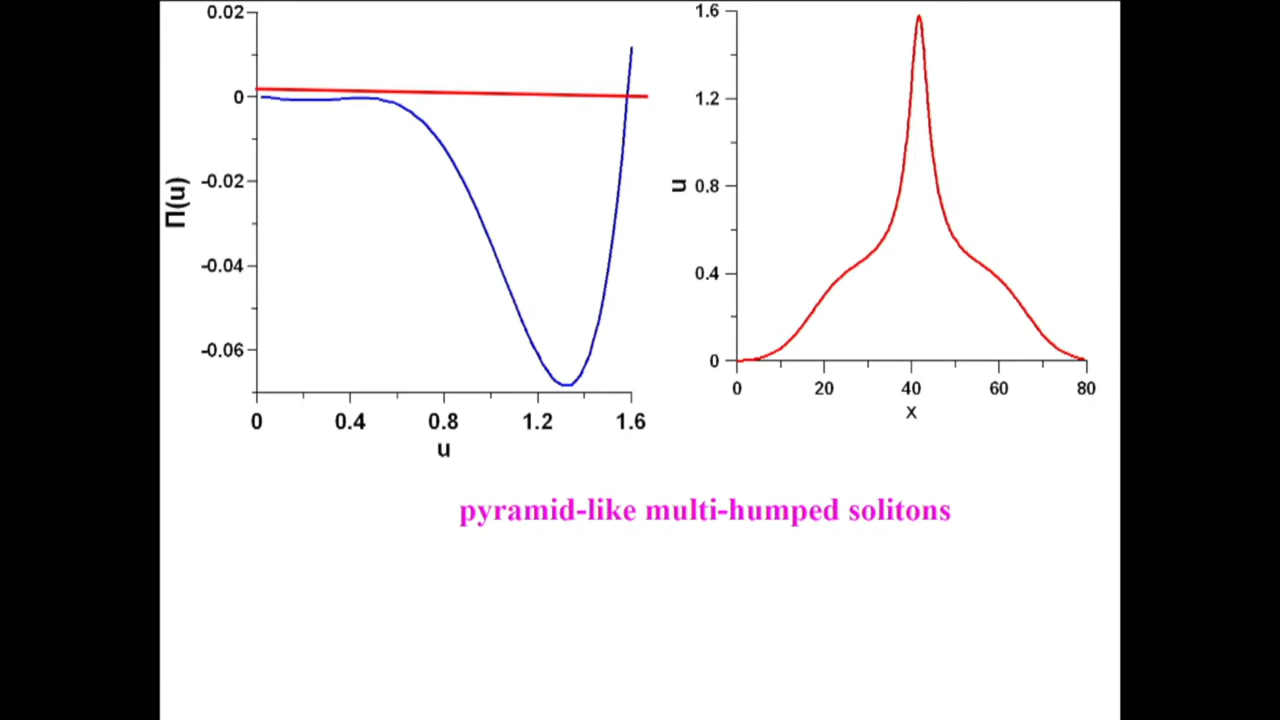 0.02
0
-0.02
-0.04
-0.06
Π(u)
0 0.4 0.8 1.2 1.6
u
1.6
1.2
0.8
0.4
0
u
0 20 40 60 80
x
pyramid-like multi-humped solitons